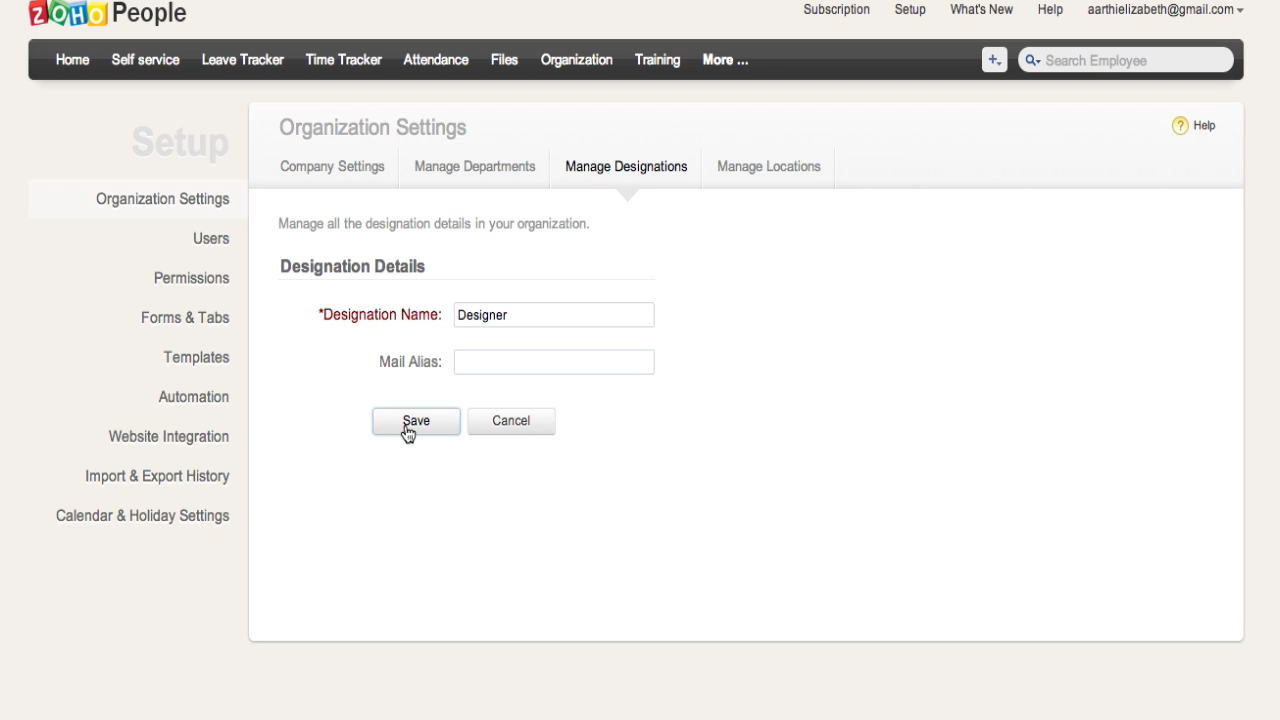 ZOHO People
Subscription Setup What's New Help aarthielizabeth@gmail.com
Home Self service Leave Tracker Time Tracker Attendance Files Organization Training More ... Search Employee
Setup
Organization Settings
Users
Permissions
Forms & Tabs
Templates
Automation
Website Integration
Import & Export History
Calendar & Holiday Settings
Organization Settings
? Help
Company Settings Manage Departments Manage Designations Manage Locations
Manage all the designation details in your organization.
Designation Details
*Designation Name: Designer
Mail Alias:
Save Cancel